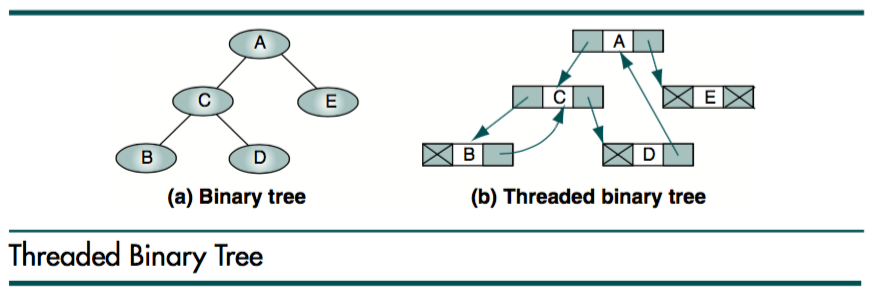 A
C
E
B
D
(a) Binary tree
A
C
E
B
D
(b) Threaded binary tree
Threaded Binary Tree